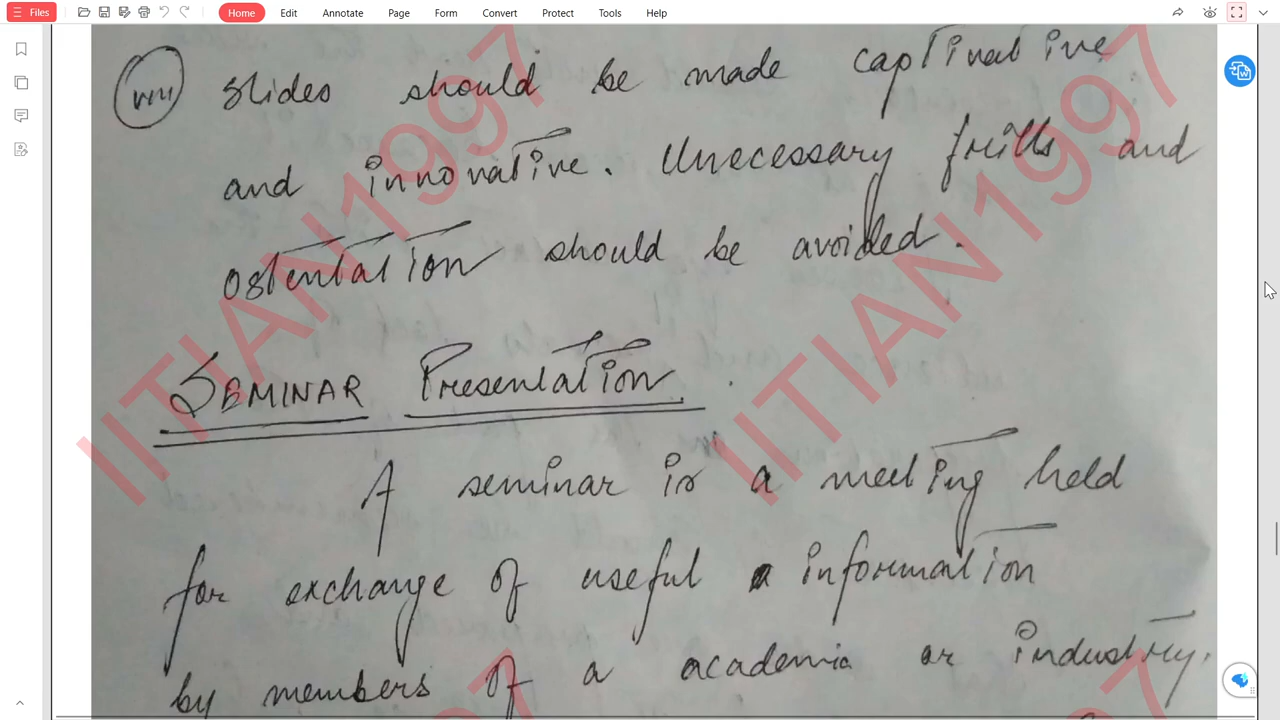 Files
Home Edit Annotate Page Form Convert Protect Tools Help
(viii) Slides should be made captivative
and innovative. Unecessary frills and
ostentation should be avoided.
SEMINAR Presentation
A seminar is a meeting held
for exchange of useful information
by members of a academia or industry.
IITIAN1997
IITIAN1997